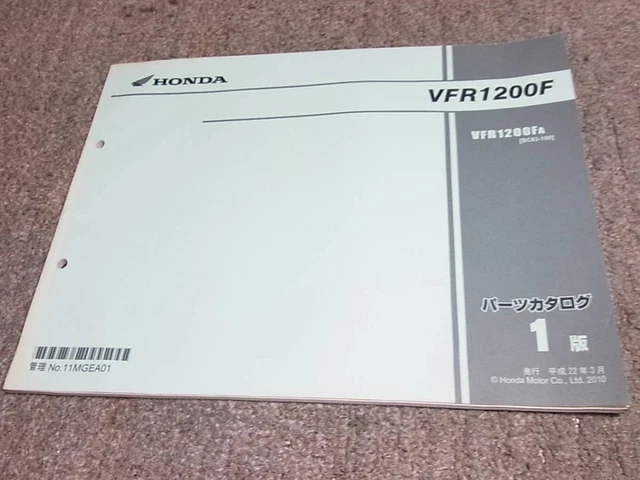 HONDA
VFR1200F
VFR1200FA
[SC63-100]
パーツカタログ
1版
発行 平成22年3月
© Honda Motor Co., Ltd. 2010
管理 No.11MGEA01